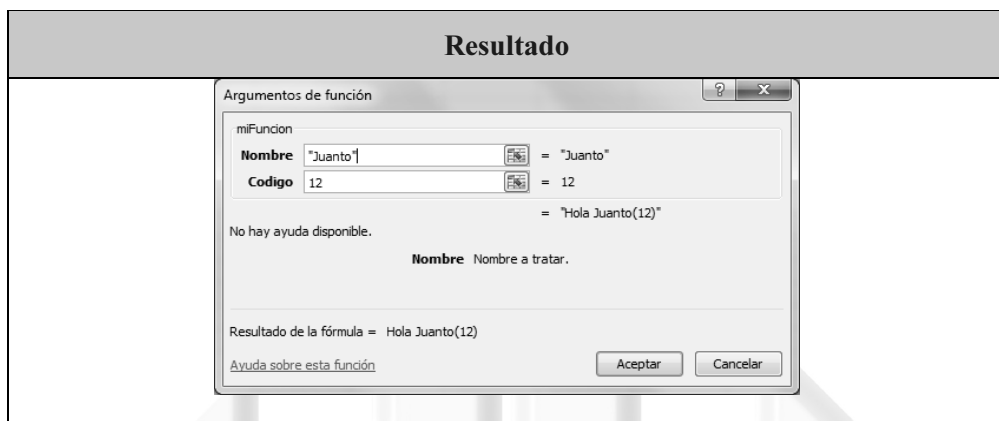 Resultado
Argumentos de función
miFuncion
Nombre "Juanto" = "Juanto"
Codigo 12 = 12
= "Hola Juanto(12)"
No hay ayuda disponible.
Nombre Nombre a tratar.
Resultado de la fórmula = Hola Juanto(12)
Ayuda sobre esta función Aceptar Cancelar